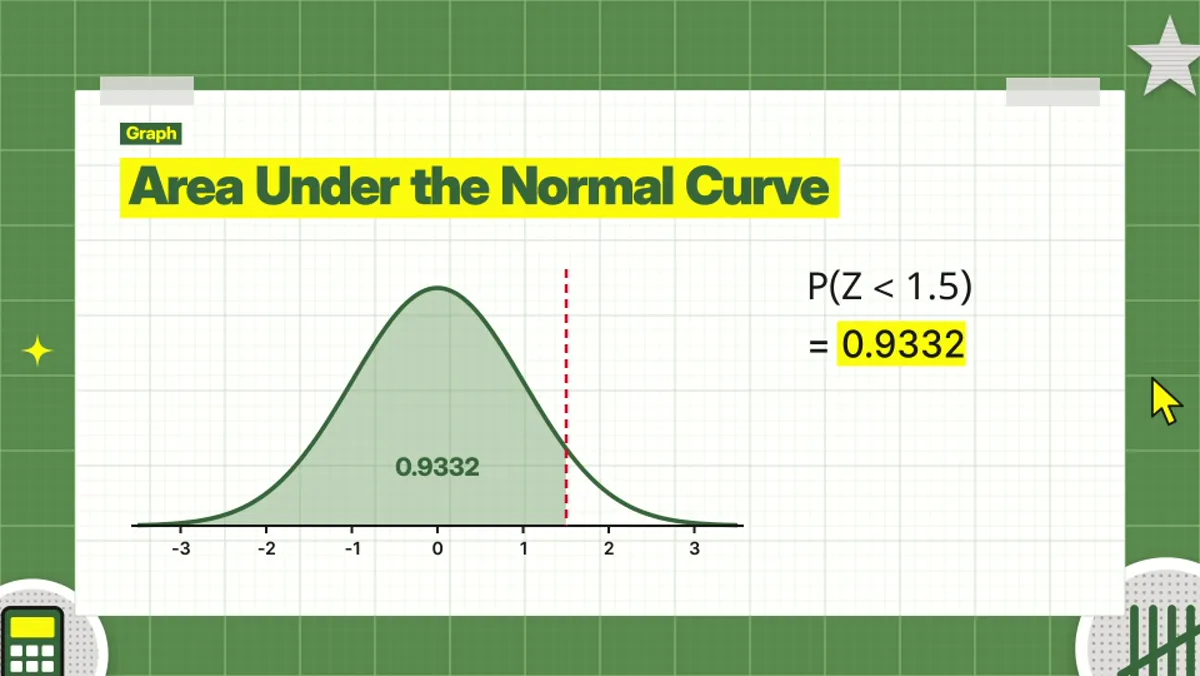 Graph
Area Under the Normal Curve
P(Z < 1.5)
= 0.9332
0.9332
-3 -2 -1 0 1 2 3